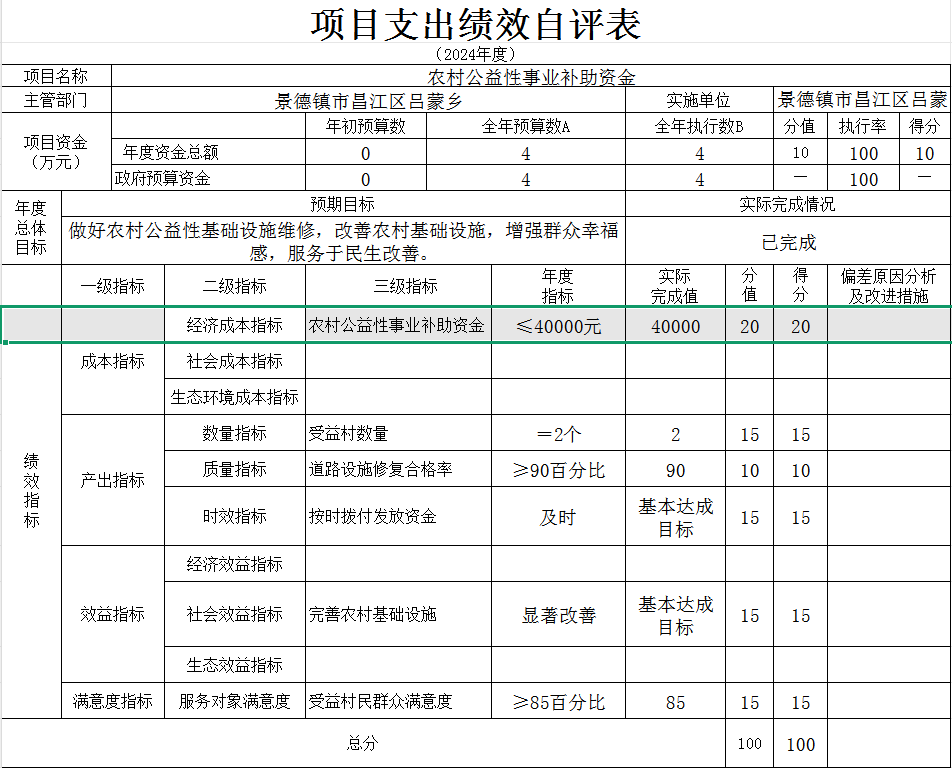 项目支出绩效自评表
（2024年度）
项目名称 农村公益性事业补助资金
主管部门 景德镇市昌江区吕蒙乡 实施单位 景德镇市昌江区吕蒙
项目资金
（万元）
年初预算数 全年预算数A 全年执行数B 分值 执行率 得分
年度资金总额 0 4 4 10 100 10
政府预算资金 0 4 4 — 100 —
年度
总体
目标
预期目标 实际完成情况
做好农村公益性基础设施维修，改善农村基础设施，增强群众幸福
感，服务于民生改善。
已完成
一级指标 二级指标 三级指标 年度
指标
实际
完成值
分
值
得
分
偏差原因分析
及改进措施
绩
效
指
标
经济成本指标 农村公益性事业补助资金 ≤40000元 40000 20 20
成本指标 社会成本指标
生态环境成本指标
产出指标
数量指标 受益村数量 ＝2个 2 15 15
质量指标 道路设施修复合格率 ≥90百分比 90 10 10
时效指标 按时拨付发放资金 及时 基本达成
目标
15 15
效益指标
经济效益指标
社会效益指标 完善农村基础设施 显著改善 基本达成
目标
15 15
生态效益指标
满意度指标 服务对象满意度 受益村民群众满意度 ≥85百分比 85 15 15
总分 100 100